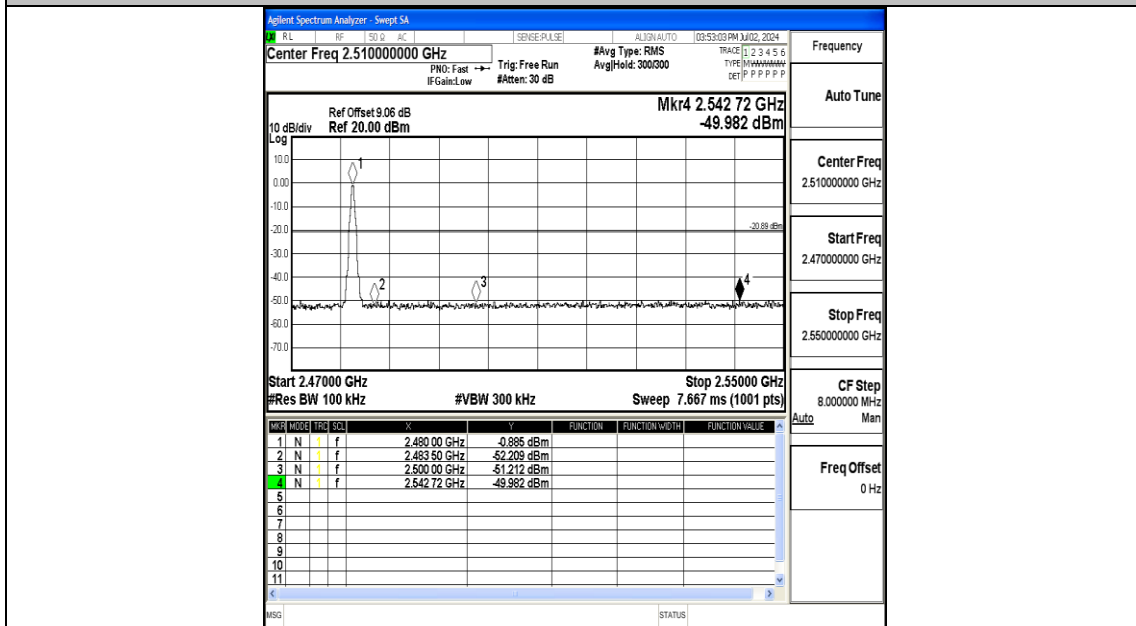 Agilent Spectrum Analyzer - Swept SA
RL RF 50 Ω AC SENSE:PULSE ALIGN AUTO 03:53:03 PM Jul 02, 2024
Center Freq 2.510000000 GHz
PNO: Fast
IFGain:Low
Trig: Free Run
#Atten: 30 dB
#Avg Type: RMS
Avg|Hold: 300/300
TRACE 1 2 3 4 5 6
TYPE M
DET P P P P P P
Frequency
Auto Tune
Center Freq
2.510000000 GHz
Start Freq
2.470000000 GHz
Stop Freq
2.550000000 GHz
CF Step
8.000000 MHz
Auto Man
Freq Offset
0 Hz
Mkr4 2.542 72 GHz
-49.982 dBm
Ref Offset 9.06 dB
10 dB/div Ref 20.00 dBm
Log
10.0
0.00
-10.0
-20.0
-30.0
-40.0
-50.0
-60.0
-70.0
1
2
3
4
-20.89 dBm
Start 2.47000 GHz Stop 2.55000 GHz
#Res BW 100 kHz #VBW 300 kHz Sweep 7.667 ms (1001 pts)
MKR MODE TRC SCL X Y FUNCTION FUNCTION WIDTH FUNCTION VALUE
1 N 1 f 2.480 00 GHz -0.885 dBm
2 N 1 f 2.483 50 GHz -52.209 dBm
3 N 1 f 2.500 00 GHz -51.212 dBm
4 N 1 f 2.542 72 GHz -49.982 dBm
5
6
7
8
9
10
11
MSG STATUS